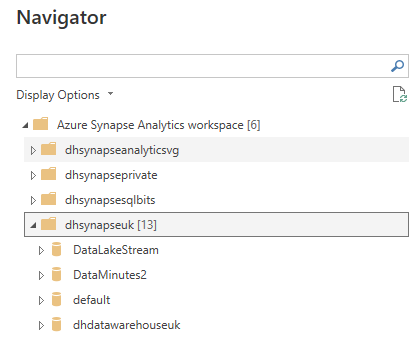 Navigator
Display Options
Azure Synapse Analytics workspace [6]
dhsynapseanalyticsvg
dhsynapseprivate
dhsynapsesqlbits
dhsynapseuk [13]
DataLakeStream
DataMinutes2
default
dhdatawarehouseuk